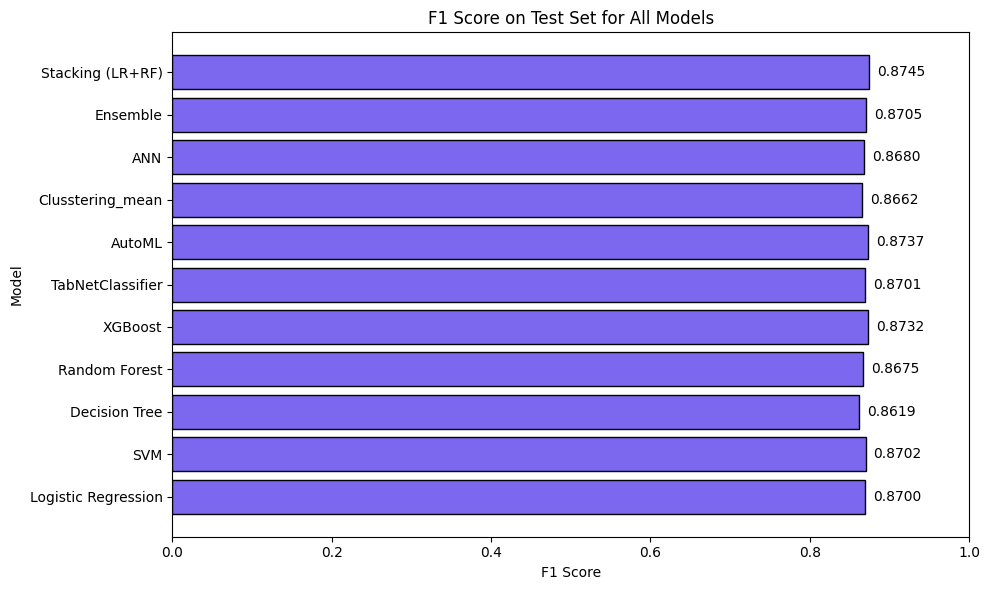 F1 Score on Test Set for All Models
Stacking (LR+RF) 0.8745
Ensemble 0.8705
ANN 0.8680
Clusstering_mean 0.8662
AutoML 0.8737
TabNetClassifier 0.8701
XGBoost 0.8732
Random Forest 0.8675
Decision Tree 0.8619
SVM 0.8702
Logistic Regression 0.8700
Model
0.0 0.2 0.4 0.6 0.8 1.0
F1 Score